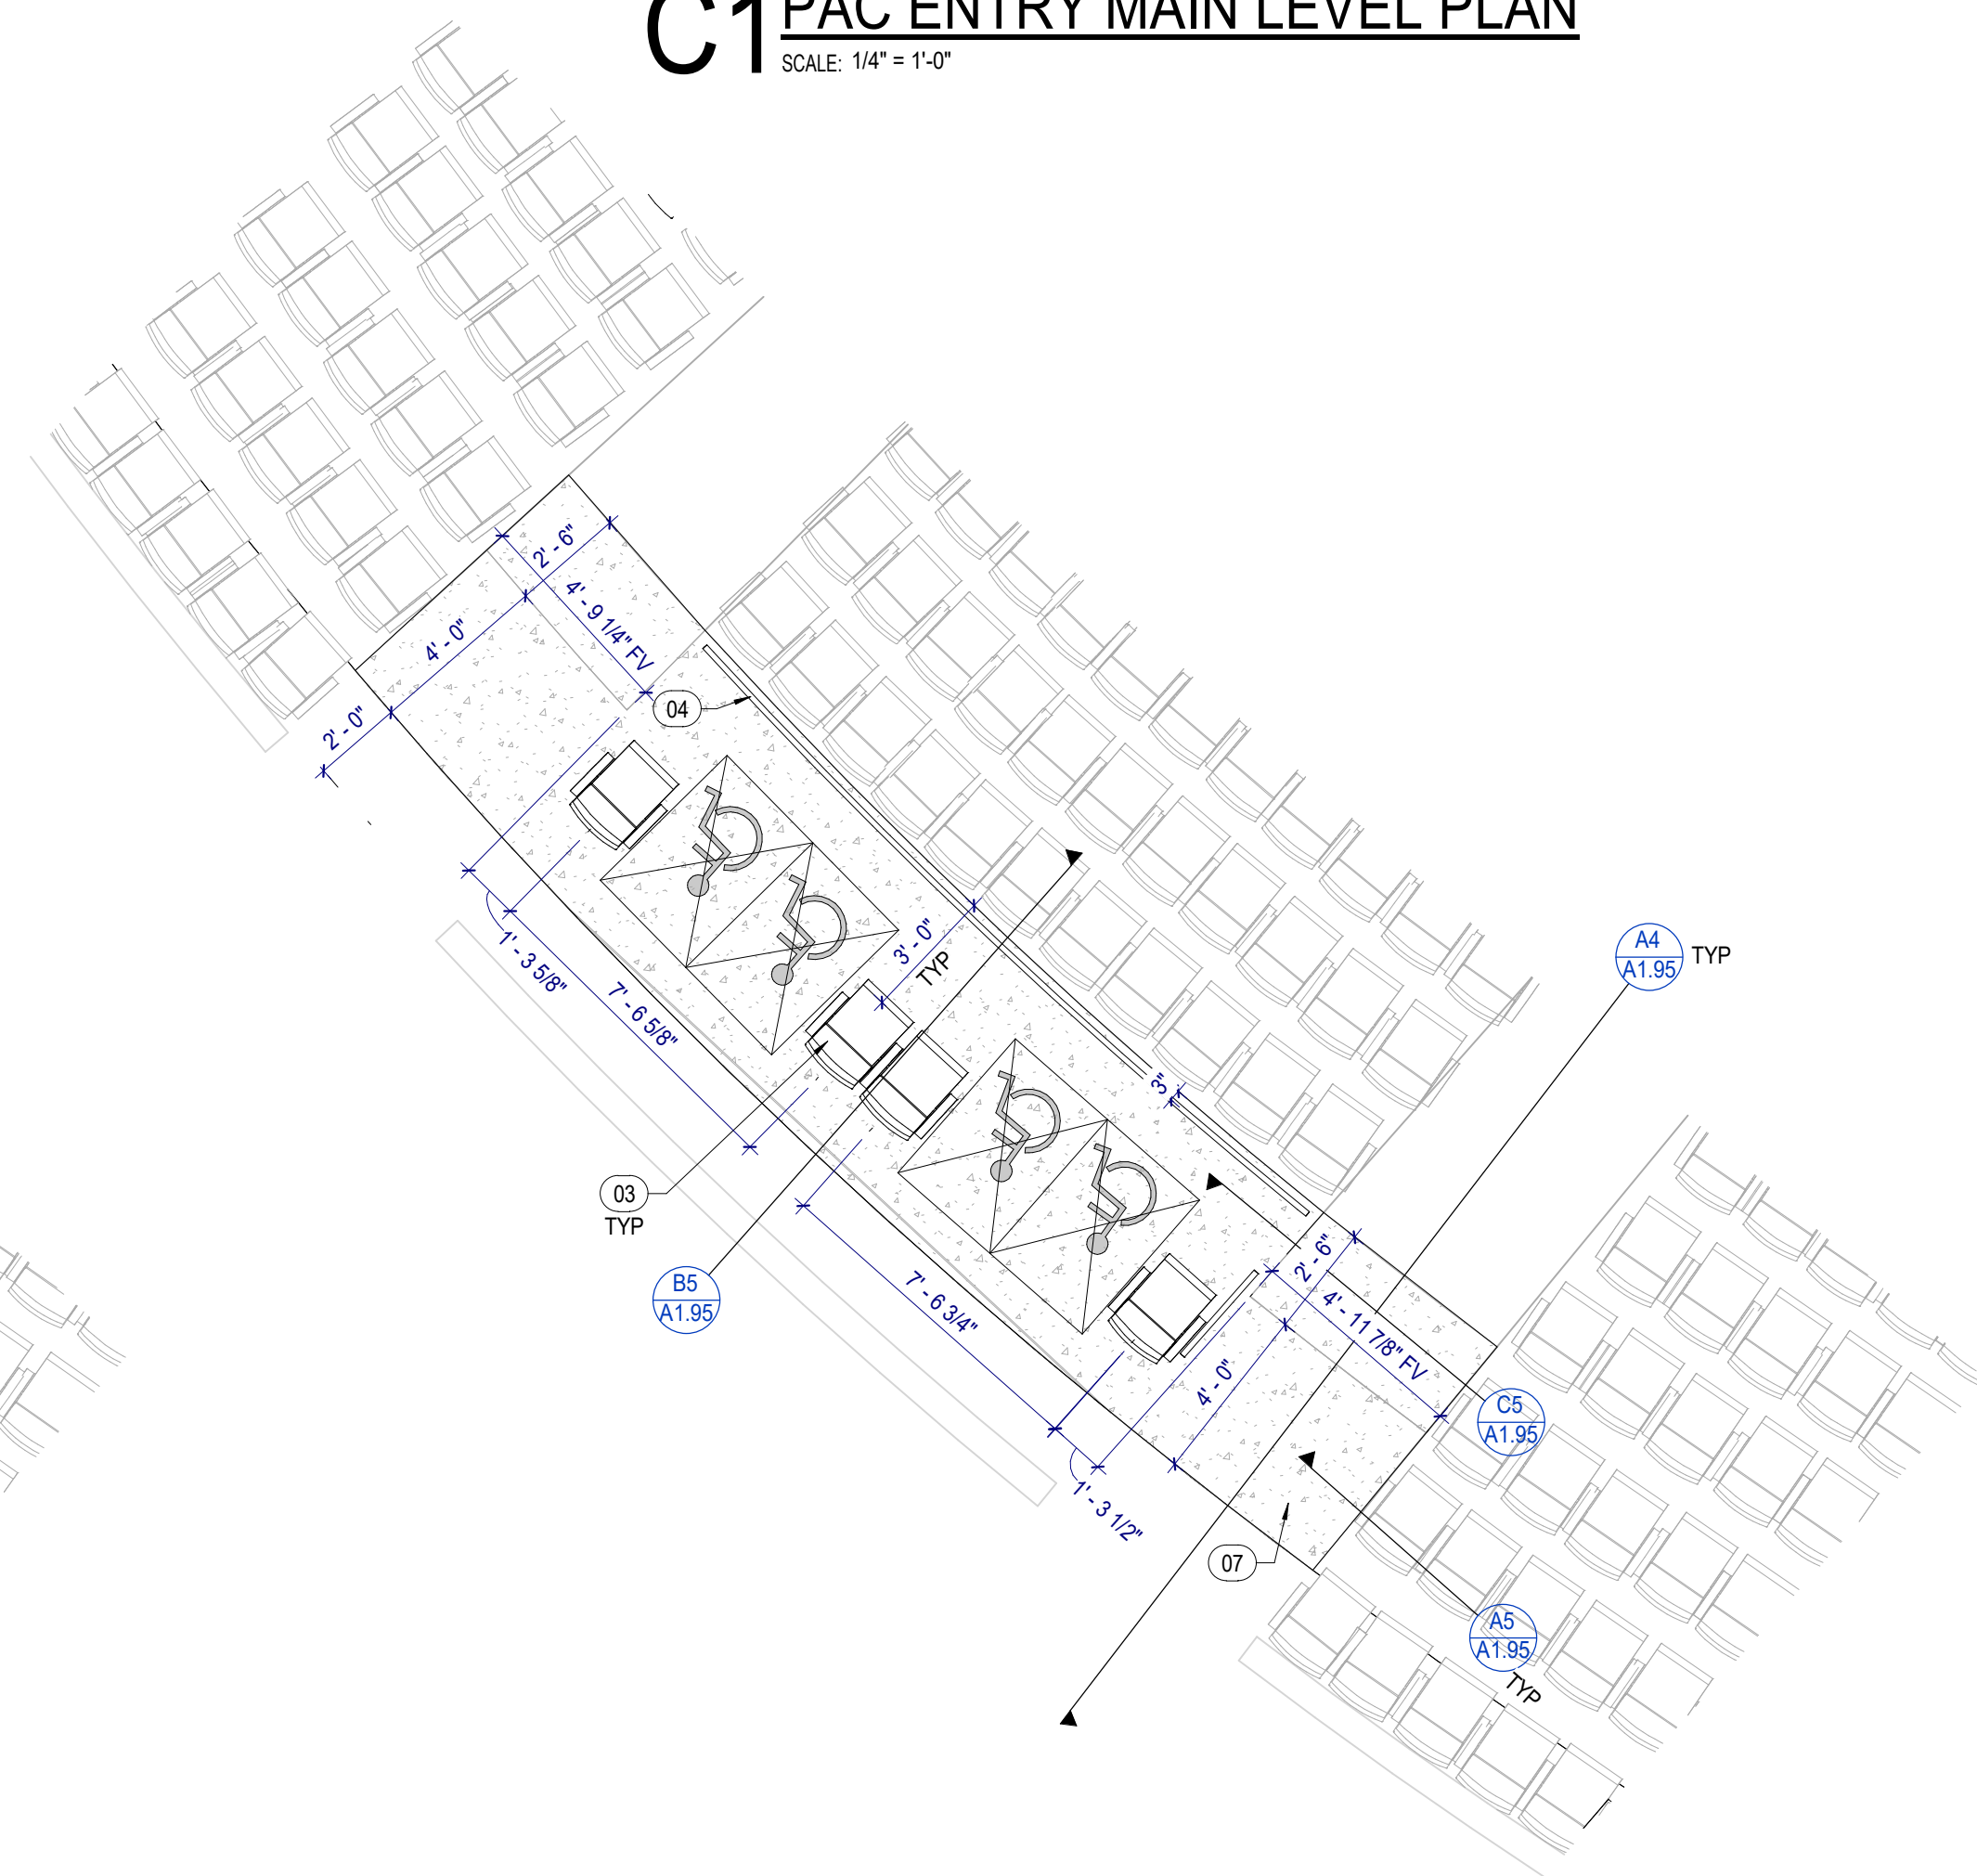 C1 PAC ENTRY MAIN LEVEL PLAN
SCALE: 1/4" = 1'-0"
2' - 6"
4' - 9 1/4" FV
4' - 0"
2' - 0"
04
1' - 3 5/8"
7' - 6 5/8"
3' - 0"
TYP
A4
A1.95
TYP
3"
03
TYP
B5
A1.95
7' - 6 3/4"
2' - 6"
4' - 11 7/8" FV
4' - 0"
C5
A1.95
1' - 3 1/2"
07
A5
A1.95
TYP